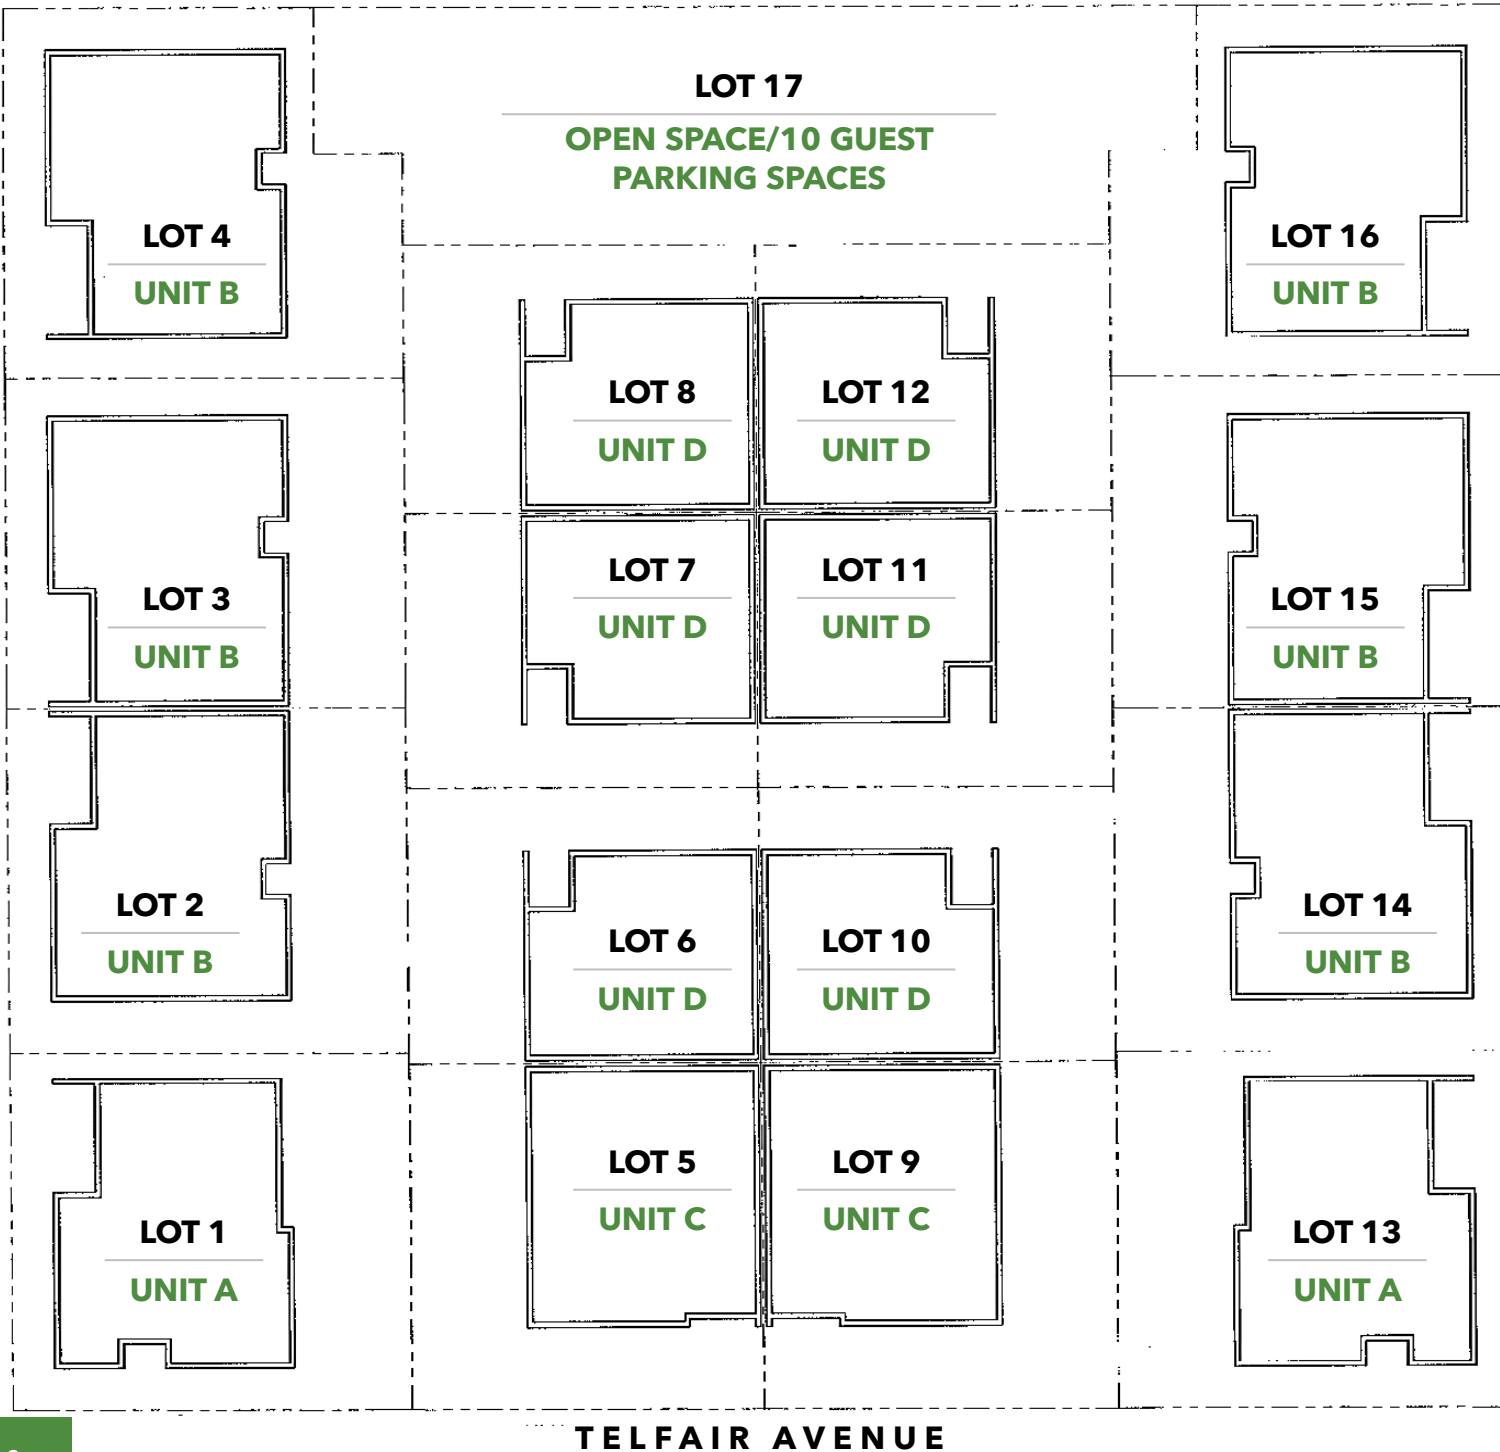 LOT 17
OPEN SPACE/10 GUEST
PARKING SPACES
LOT 4
UNIT B
LOT 16
UNIT B
LOT 8
UNIT D
LOT 12
UNIT D
LOT 7
UNIT D
LOT 11
UNIT D
LOT 3
UNIT B
LOT 15
UNIT B
LOT 2
UNIT B
LOT 6
UNIT D
LOT 10
UNIT D
LOT 14
UNIT B
LOT 5
UNIT C
LOT 9
UNIT C
LOT 1
UNIT A
LOT 13
UNIT A
TELFAIR AVENUE